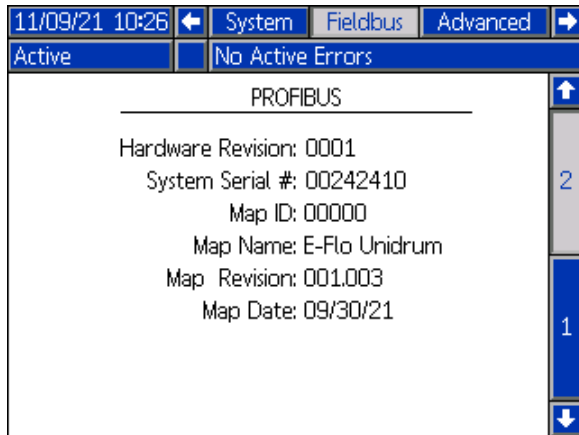 11/09/21 10:26 System Fieldbus Advanced
Active No Active Errors
PROFIBUS
Hardware Revision: 0001
System Serial #: 00242410
Map ID: 00000
Map Name: E-Flo Unidrum
Map Revision: 001.003
Map Date: 09/30/21
2
1